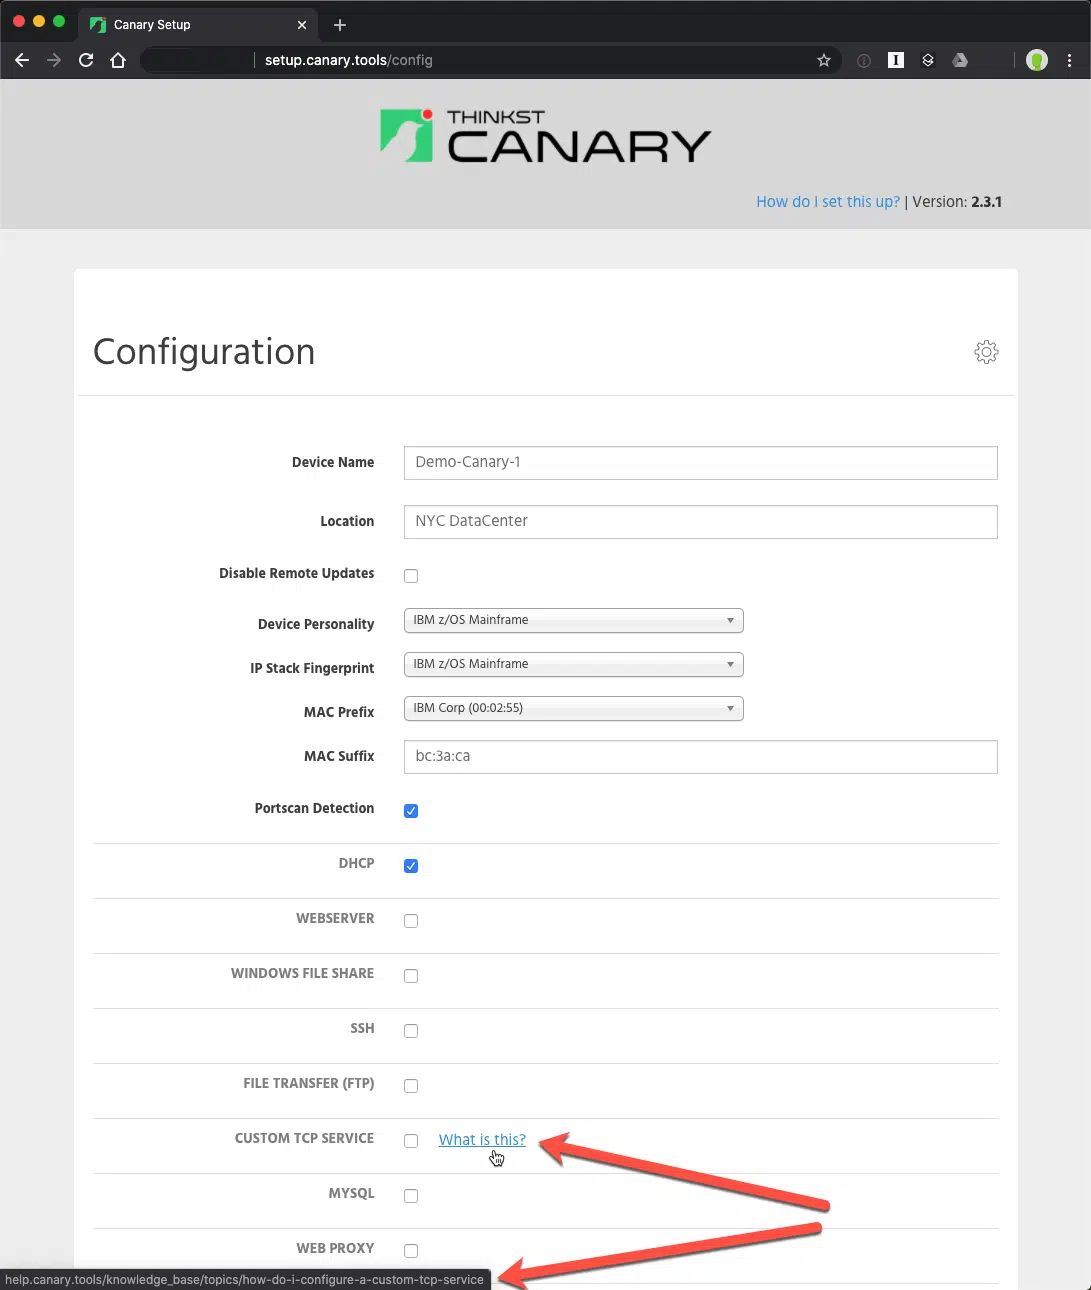 Canary Setup
setup.canary.tools/config
THINKST
CANARY
How do I set this up? | Version: 2.3.1
Configuration
Device Name Demo-Canary-1
Location NYC DataCenter
Disable Remote Updates
Device Personality IBM z/OS Mainframe
IP Stack Fingerprint IBM z/OS Mainframe
MAC Prefix IBM Corp (00:02:55)
MAC Suffix bc:3a:ca
Portscan Detection
DHCP
WEBSERVER
WINDOWS FILE SHARE
SSH
FILE TRANSFER (FTP)
CUSTOM TCP SERVICE What is this?
MYSQL
WEB PROXY
help.canary.tools/knowledge_base/topics/how-do-i-configure-a-custom-tcp-service